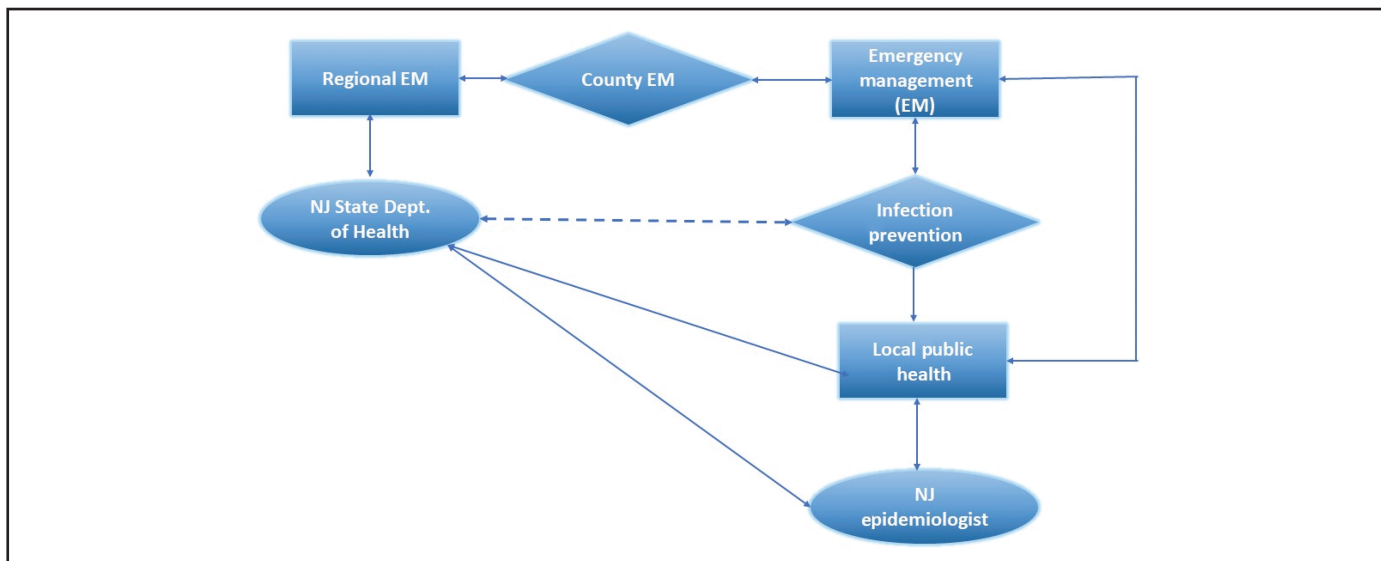 Regional EM
County EM
Emergency
management
(EM)
NJ State Dept.
of Health
Infection
prevention
Local public
health
NJ
epidemiologist